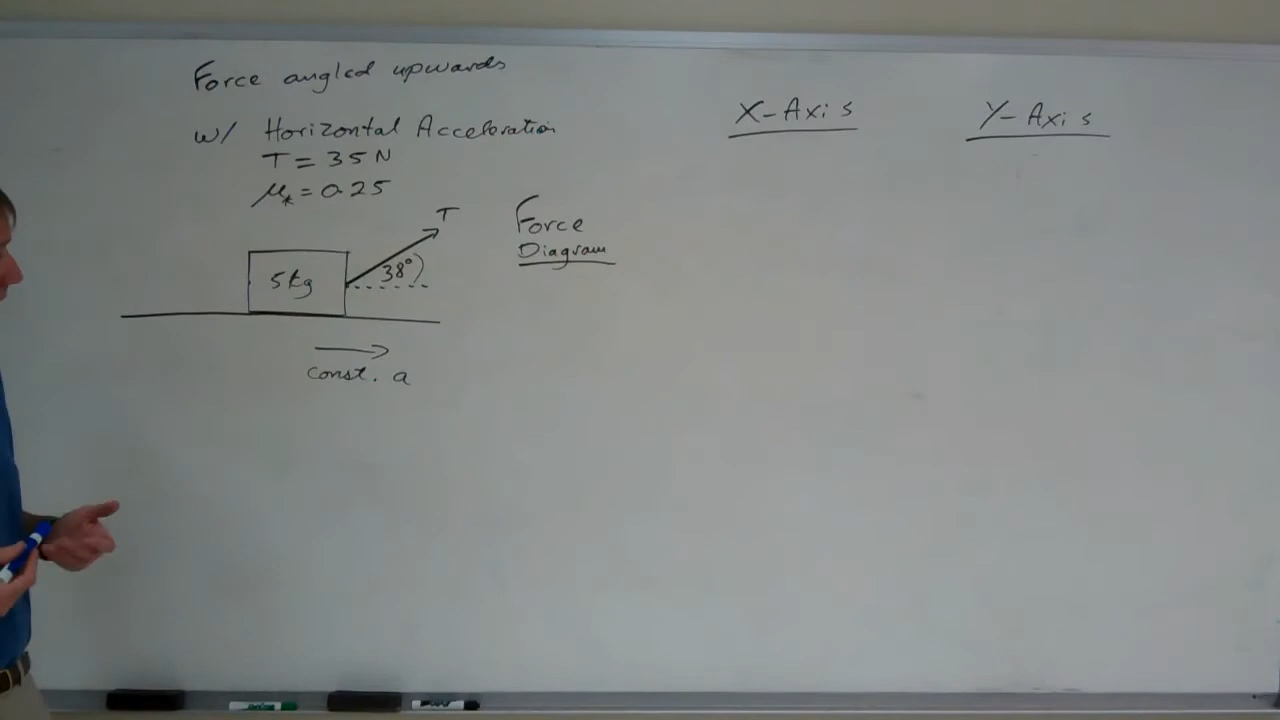 Force angled upwards
w/ Horizontal Acceleration
T = 35 N
μₖ = 0.25
T
38°
5kg
const. a
Force
Diagram
X-Axis
Y-Axis